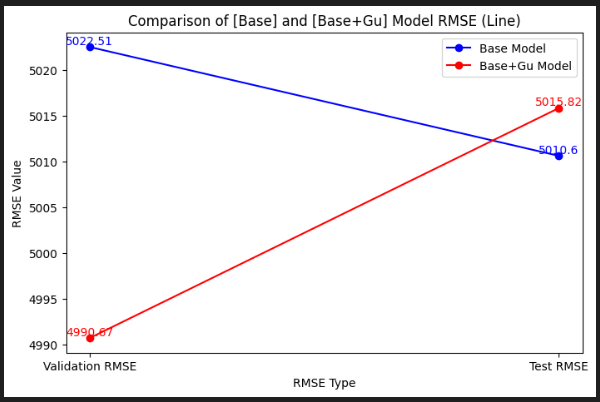 Comparison of [Base] and [Base+Gu] Model RMSE (Line)
5022.51
Base Model
Base+Gu Model
5020
5015.82
5015
5010.6
5010
RMSE Value
5005
5000
4995
4990.67
4990
Validation RMSE
Test RMSE
RMSE Type